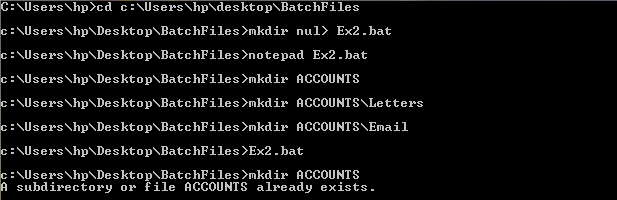 C:\Users\hp>cd c:\Users\hp\desktop\BatchFiles
c:\Users\hp\Desktop\BatchFiles>mkdir nul> Ex2.bat
c:\Users\hp\Desktop\BatchFiles>notepad Ex2.bat
c:\Users\hp\Desktop\BatchFiles>mkdir ACCOUNTS
c:\Users\hp\Desktop\BatchFiles>mkdir ACCOUNTS\Letters
c:\Users\hp\Desktop\BatchFiles>mkdir ACCOUNTS\Email
c:\Users\hp\Desktop\BatchFiles>Ex2.bat
c:\Users\hp\Desktop\BatchFiles>mkdir ACCOUNTS
A subdirectory or file ACCOUNTS already exists.